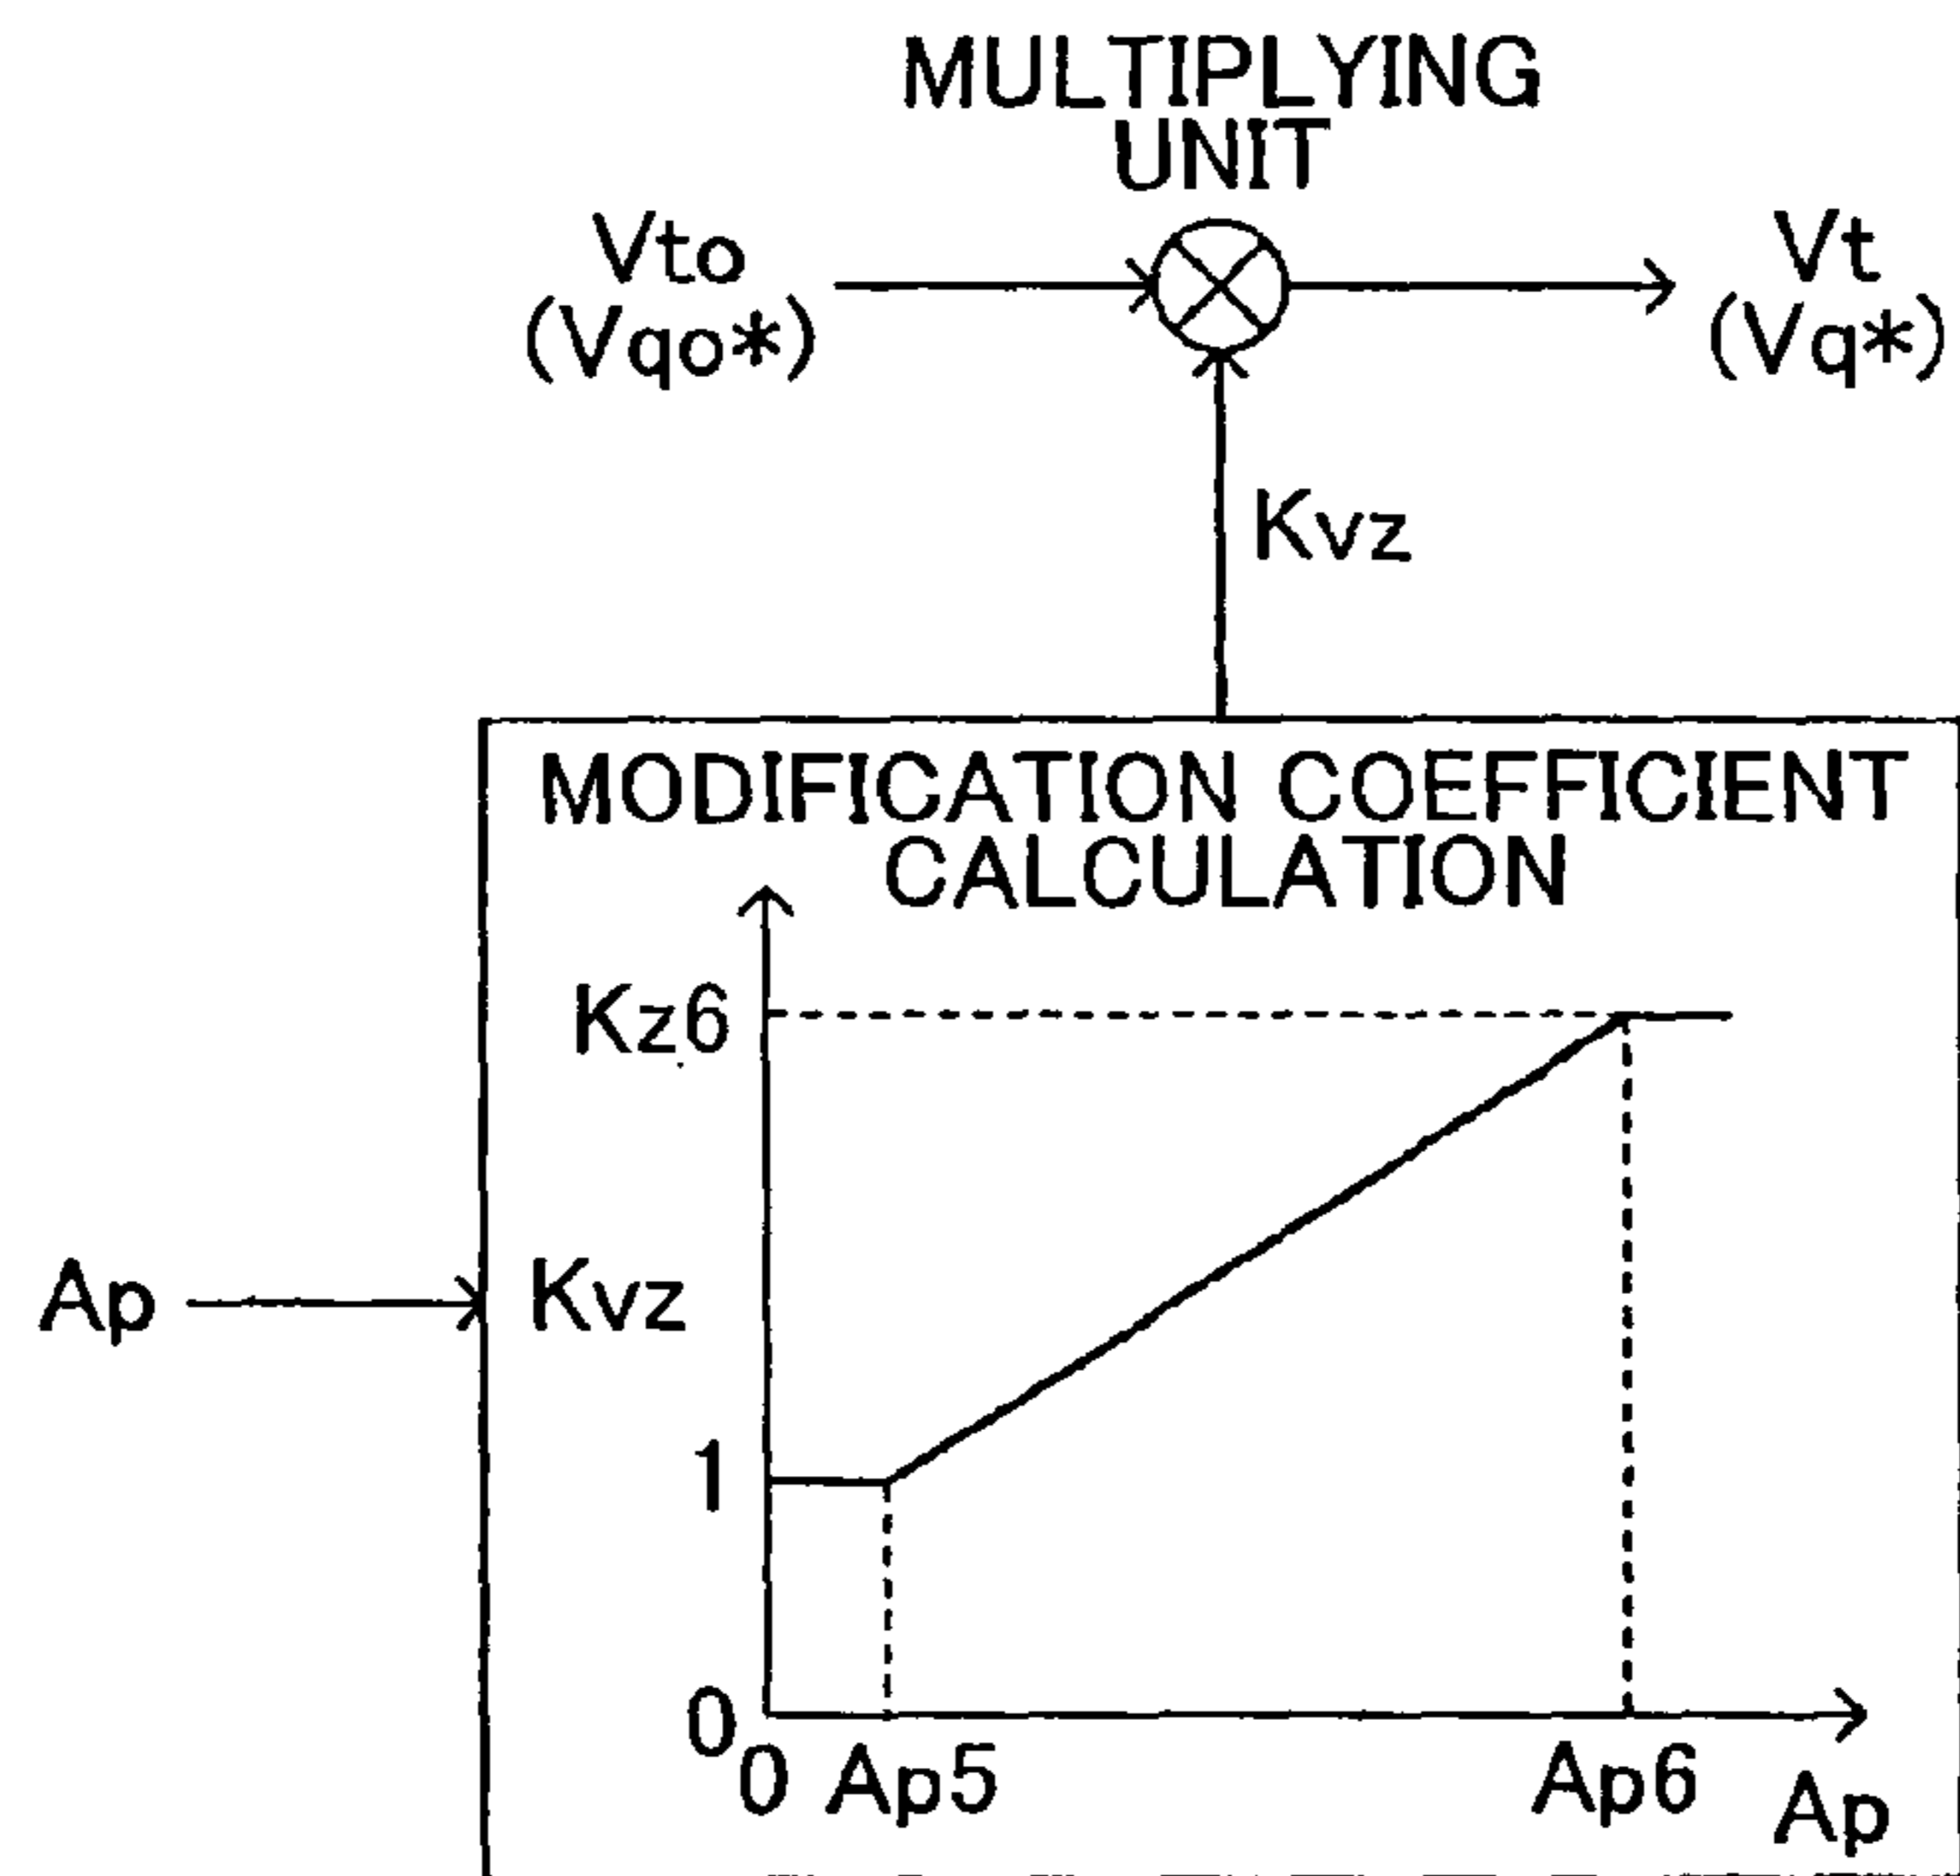 MULTIPLYING
UNIT
Vto
(Vqo*)
Vt
(Vq*)
Kvz
MODIFICATION COEFFICIENT
CALCULATION
Kz6
Ap
Kvz
1
0
0 Ap5 Ap6 Ap